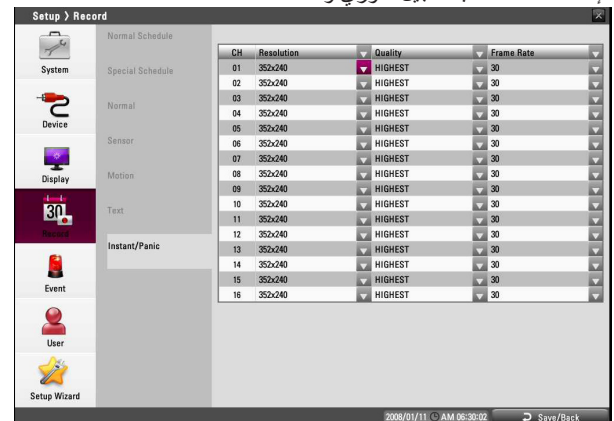 Setup > Record
System
Device
Display
Record
Event
User
Setup Wizard
Normal Schedule
Special Schedule
Normal
Sensor
Motion
Text
Instant/Panic
CH Resolution Quality Frame Rate
01 352x240 HIGHEST 30
02 352x240 HIGHEST 30
03 352x240 HIGHEST 30
04 352x240 HIGHEST 30
05 352x240 HIGHEST 30
06 352x240 HIGHEST 30
07 352x240 HIGHEST 30
08 352x240 HIGHEST 30
09 352x240 HIGHEST 30
10 352x240 HIGHEST 30
11 352x240 HIGHEST 30
12 352x240 HIGHEST 30
13 352x240 HIGHEST 30
14 352x240 HIGHEST 30
15 352x240 HIGHEST 30
16 352x240 HIGHEST 30
2008/01/11 AM 06:30:02 Save/Back